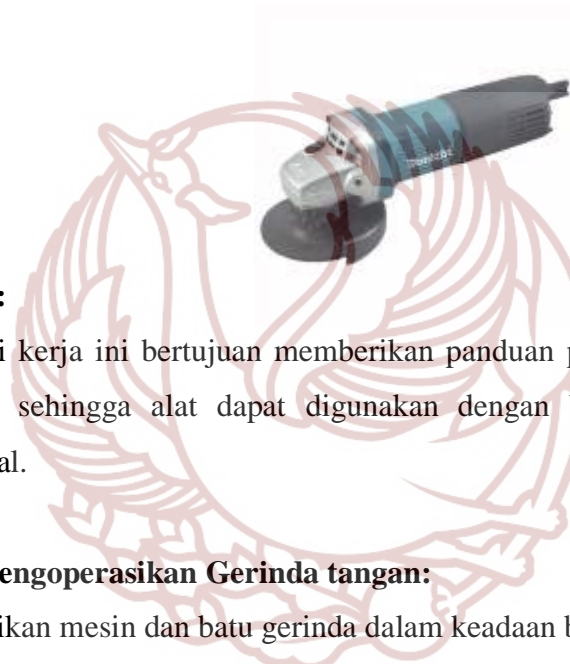 :
i kerja ini bertujuan memberikan panduan p
sehingga alat dapat digunakan dengan
al.
engoperasikan Gerinda tangan:
ikan mesin dan batu gerinda dalam keadaan b